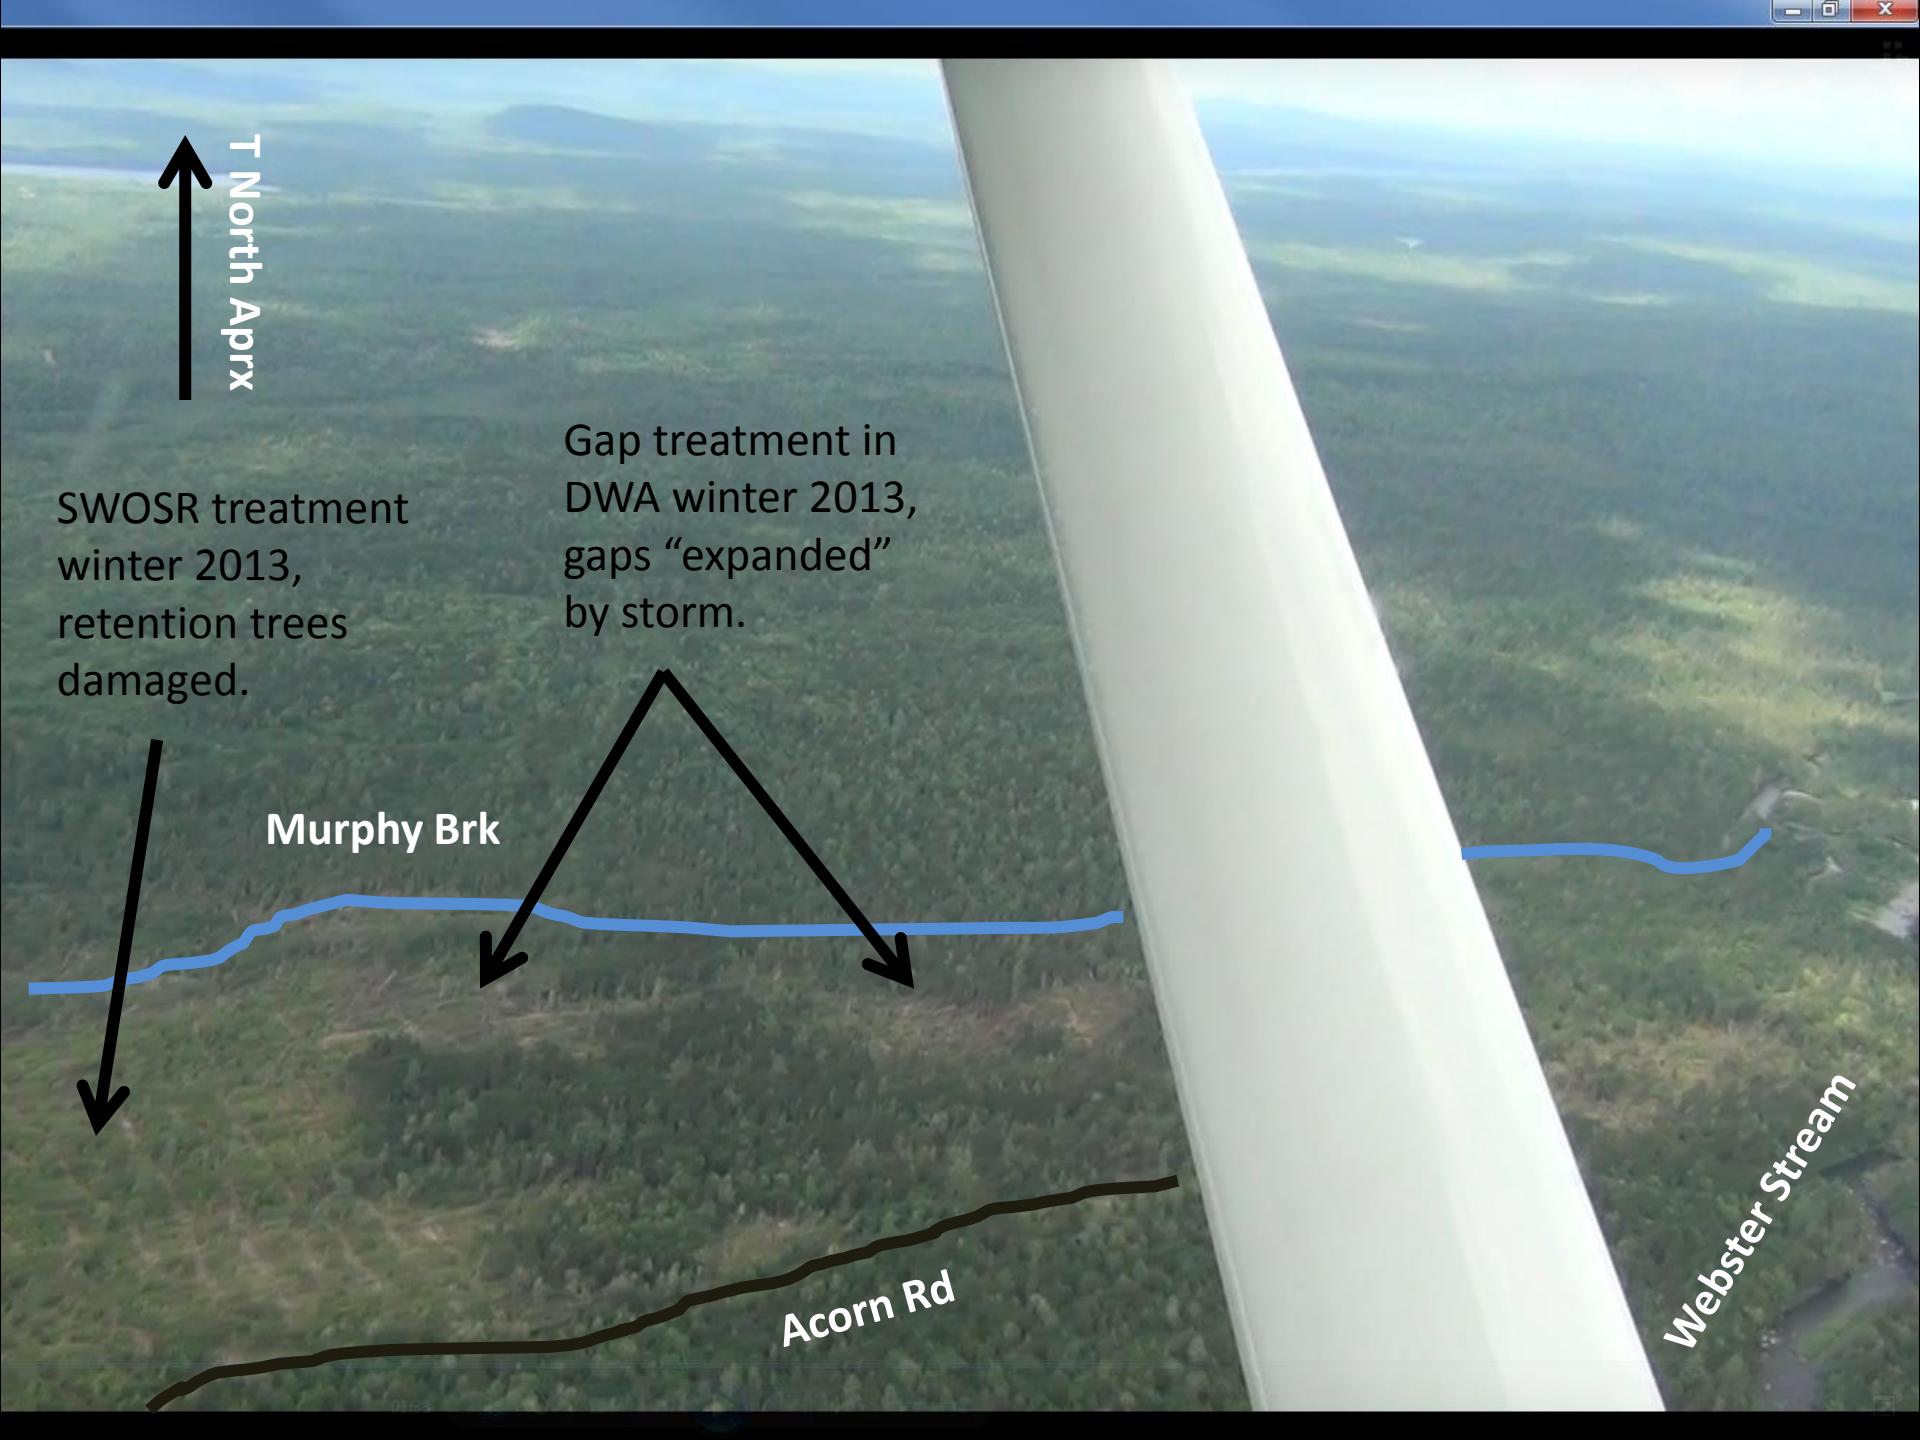 T North Aprx
Gap treatment in
DWA winter 2013,
gaps “expanded”
by storm.
SWOSR treatment
winter 2013,
retention trees
damaged.
Murphy Brk
Acorn Rd
Webster Stream